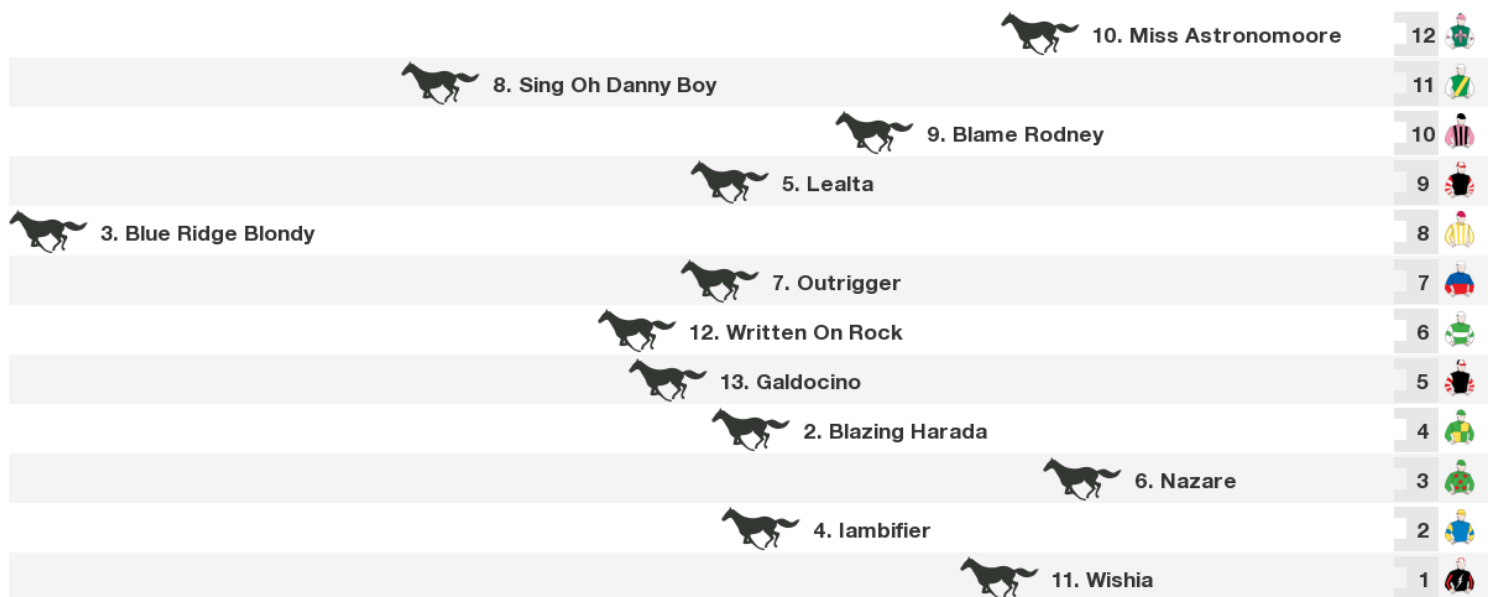 10. Miss Astronomoore 12
8. Sing Oh Danny Boy 11
9. Blame Rodney 10
5. Lealta 9
3. Blue Ridge Blondy 8
7. Outrigger 7
12. Written On Rock 6
13. Galdocino 5
2. Blazing Harada 4
6. Nazare 3
4. Iambifier 2
11. Wishia 1